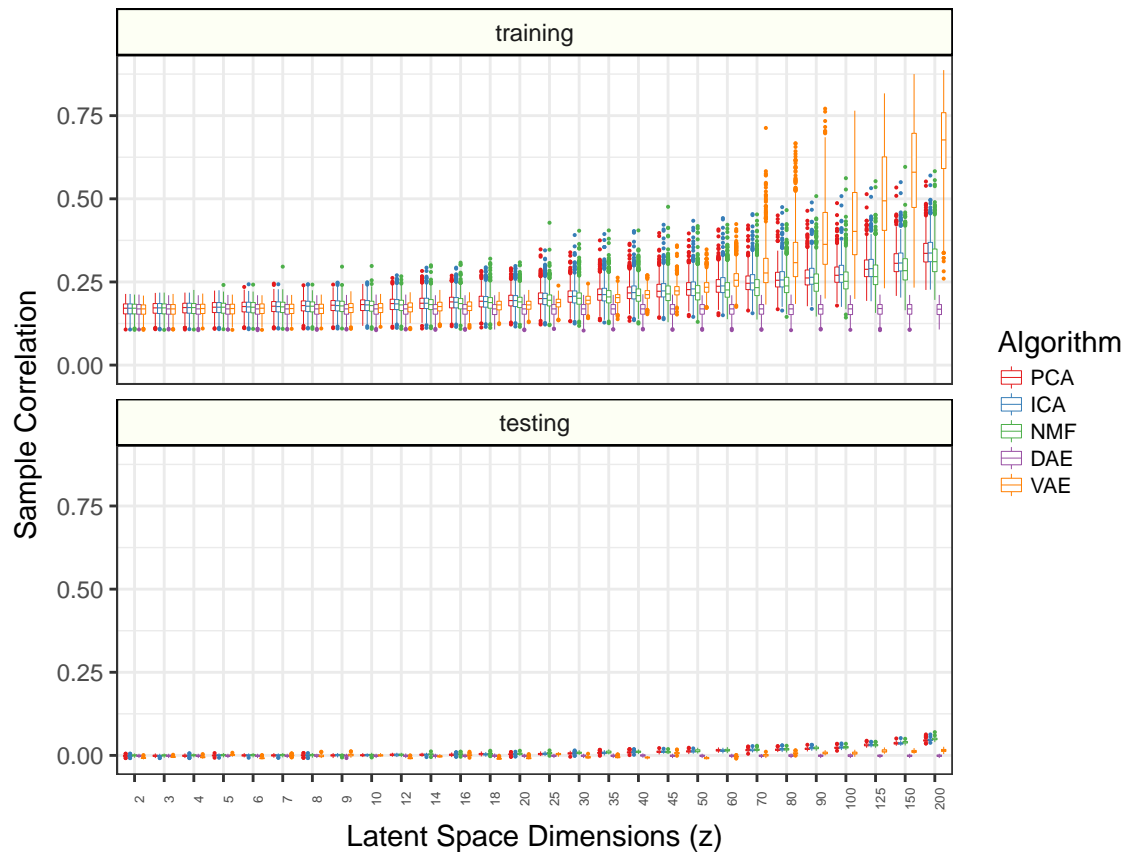 training
0.75
0.50
0.25
0.00
testing
0.75
0.50
0.25
0.00
Sample Correlation
2 3 4 5 6 7 8 9 10 12 14 16 18 20 25 30 35 40 45 50 60 70 80 90 100 125 150 200
Latent Space Dimensions (z)
Algorithm
PCA
ICA
NMF
DAE
VAE